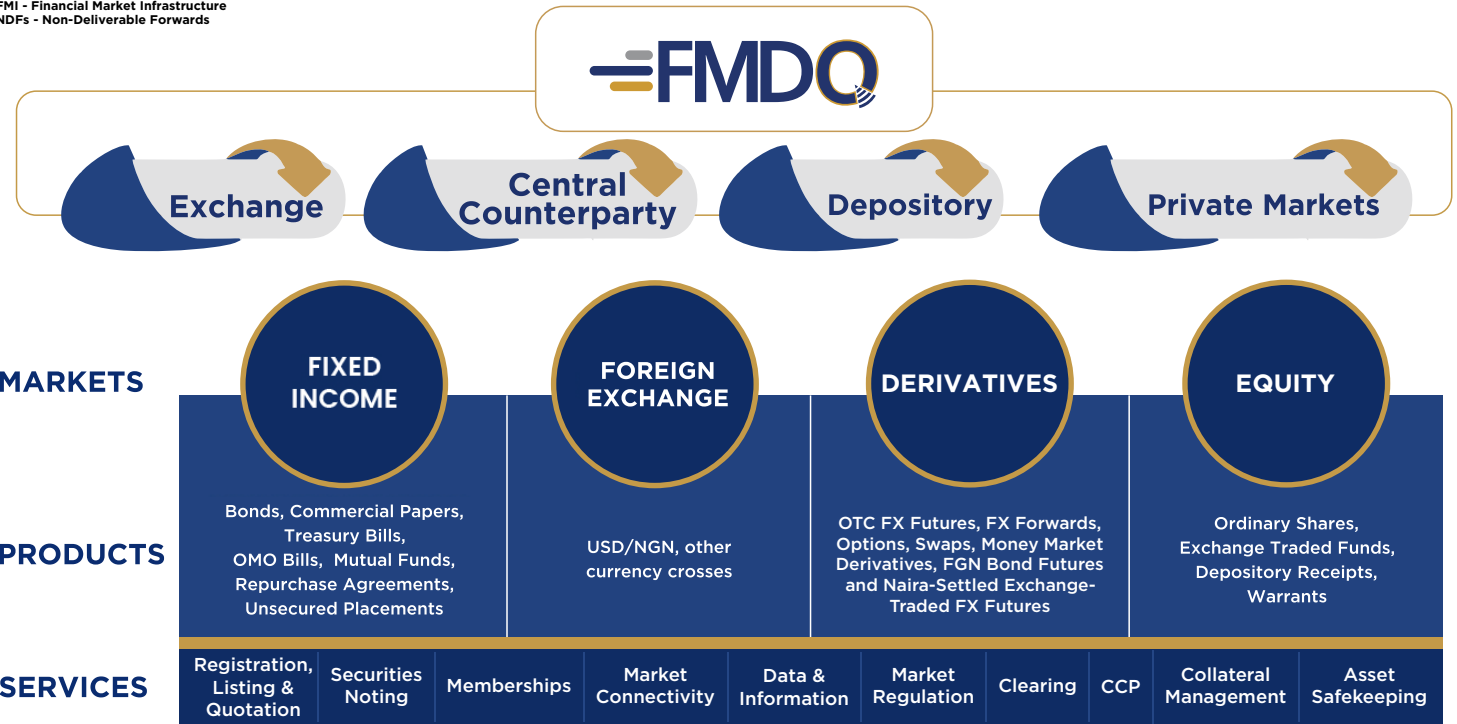 FMI - Financial Market Infrastructure
NDFs - Non-Deliverable Forwards
FMDQ
Exchange
Central
Counterparty
Depository
Private Markets
MARKETS
FIXED
INCOME
FOREIGN
EXCHANGE
DERIVATIVES
EQUITY
PRODUCTS
Bonds, Commercial Papers,
Treasury Bills,
OMO Bills, Mutual Funds,
Repurchase Agreements,
Unsecured Placements
USD/NGN, other
currency crosses
OTC FX Futures, FX Forwards,
Options, Swaps, Money Market
Derivatives, FGN Bond Futures
and Naira-Settled Exchange-
Traded FX Futures
Ordinary Shares,
Exchange Traded Funds,
Depository Receipts,
Warrants
SERVICES
Registration,
Listing &
Quotation
Securities
Noting
Memberships
Market
Connectivity
Data &
Information
Market
Regulation
Clearing
CCP
Collateral
Management
Asset
Safekeeping